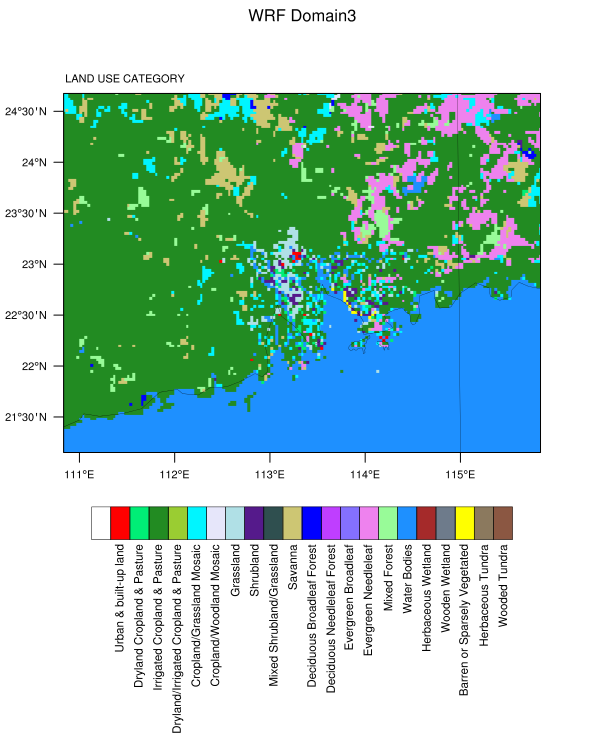 WRF Domain3
LAND USE CATEGORY
24°30'N
24°N
23°30'N
23°N
22°30'N
22°N
21°30'N
111°E
112°E
113°E
114°E
115°E
Urban & built-up land
Dryland Cropland & Pasture
Irrigated Cropland & Pasture
Dryland/Irrigated Cropland & Pasture
Cropland/Grassland Mosaic
Cropland/Woodland Mosaic
Grassland
Shrubland
Mixed Shrubland/Grassland
Savanna
Deciduous Broadleaf Forest
Deciduous Needleleaf Forest
Evergreen Broadleaf
Evergreen Needleleaf
Mixed Forest
Water Bodies
Herbaceous Wetland
Wooden Wetland
Barren or Sparsely Vegetated
Herbaceous Tundra
Wooded Tundra